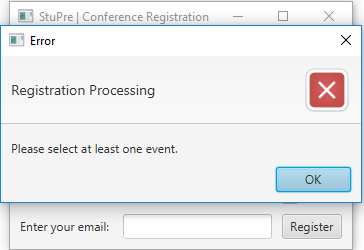 StuPre | Conference Registration
Error
Registration Processing
Please select at least one event.
OK
Enter your email:
Register